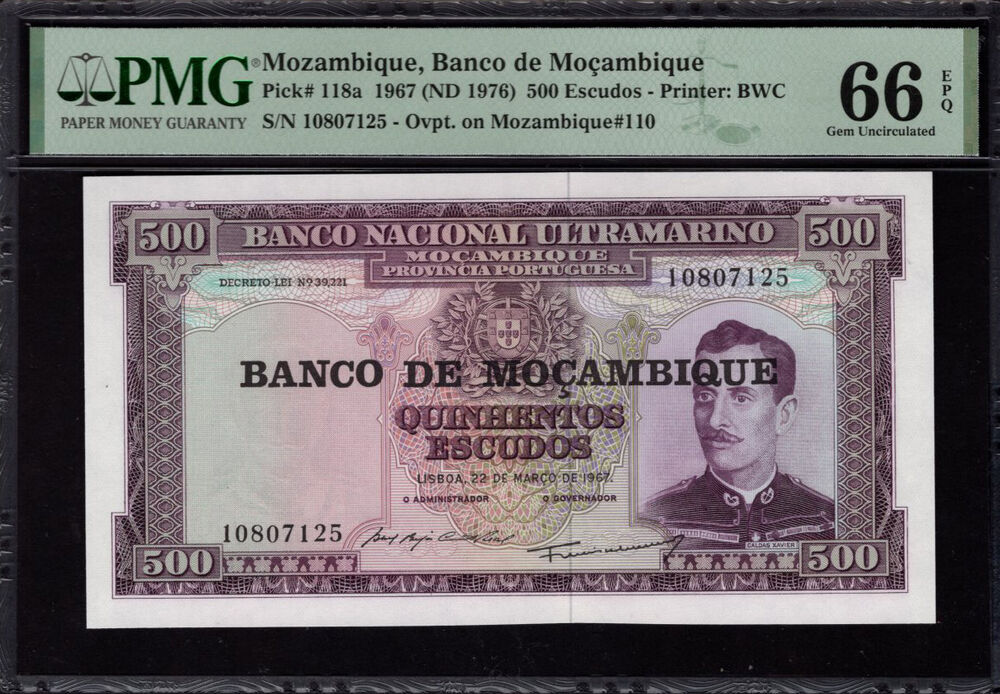 PMG®
PAPER MONEY GUARANTY
Mozambique, Banco de Moçambique
Pick# 118a 1967 (ND 1976) 500 Escudos - Printer: BWC
S/N 10807125 - Ovpt. on Mozambique#110
66
EPQ
Gem Uncirculated
500
BANCO NACIONAL ULTRAMARINO
500
MOÇAMBIQUE
PROVÍNCIA PORTUGUESA
DECRETO-LEI Nº 39,221
10807125
BANCO DE MOÇAMBIQUE
QUINHENTOS
ESCUDOS
LISBOA, 22 DE MARÇO DE 1967.
O ADMINISTRADOR
O GOVERNADOR
10807125
CALDAS XAVIER
500
500